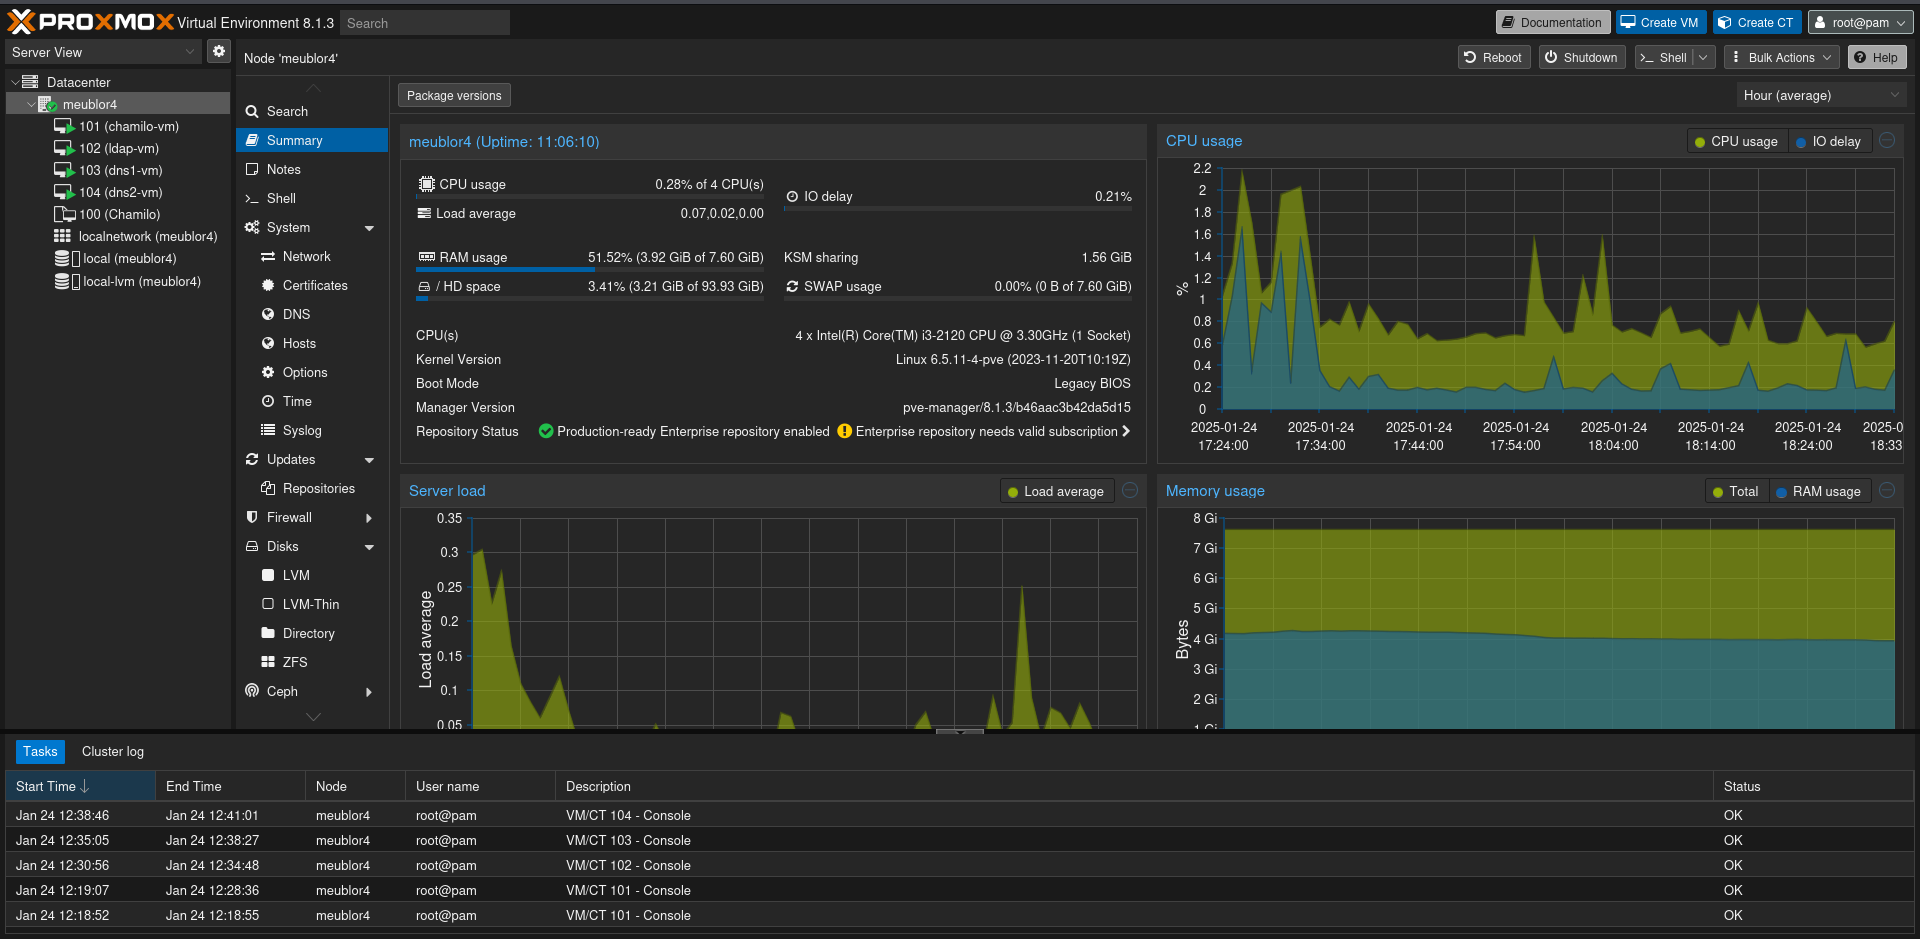 PROXMOX Virtual Environment 8.1.3 Search Documentation Create VM Create CT root@pam
Server View
Datacenter
meublor4
101 (chamilo-vm)
102 (ldap-vm)
103 (dns1-vm)
104 (dns2-vm)
100 (Chamilo)
localnetwork (meublor4)
local (meublor4)
local-lvm (meublor4)
Node 'meublor4' Reboot Shutdown Shell Bulk Actions Help
Search
Summary
Notes
Shell
System
Network
Certificates
DNS
Hosts
Options
Time
Syslog
Updates
Repositories
Firewall
Disks
LVM
LVM-Thin
Directory
ZFS
Ceph
Package versions Hour (average)
meublor4 (Uptime: 11:06:10)
CPU usage 0.28% of 4 CPU(s)
IO delay 0.21%
Load average 0.07,0.02,0.00
RAM usage 51.52% (3.92 GiB of 7.60 GiB) KSM sharing 1.56 GiB
/ HD space 3.41% (3.21 GiB of 93.93 GiB) SWAP usage 0.00% (0 B of 7.60 GiB)
CPU(s) 4 x Intel(R) Core(TM) i3-2120 CPU @ 3.30GHz (1 Socket)
Kernel Version Linux 6.5.11-4-pve (2023-11-20T10:19Z)
Boot Mode Legacy BIOS
Manager Version pve-manager/8.1.3/b46aac3b42da5d15
Repository Status Production-ready Enterprise repository enabled Enterprise repository needs valid subscription
CPU usage CPU usage IO delay
2.2
2
1.8
1.6
1.4
1.2
1
0.8
0.6
0.4
0.2
0
%
2025-01-24 2025-01-24 2025-01-24 2025-01-24 2025-01-24 2025-01-24 2025-01-24 2025-0
17:24:00 17:34:00 17:44:00 17:54:00 18:04:00 18:14:00 18:24:00 18:33
Server load Load average
0.35
0.3
0.25
0.2
0.15
0.1
0.05
Load average
Memory usage Total RAM usage
8 Gi
7 Gi
6 Gi
5 Gi
4 Gi
3 Gi
2 Gi
1 Gi
Bytes
Tasks Cluster log
Start Time End Time Node User name Description Status
Jan 24 12:38:46 Jan 24 12:41:01 meublor4 root@pam VM/CT 104 - Console OK
Jan 24 12:35:05 Jan 24 12:38:27 meublor4 root@pam VM/CT 103 - Console OK
Jan 24 12:30:56 Jan 24 12:34:48 meublor4 root@pam VM/CT 102 - Console OK
Jan 24 12:19:07 Jan 24 12:28:36 meublor4 root@pam VM/CT 101 - Console OK
Jan 24 12:18:52 Jan 24 12:18:55 meublor4 root@pam VM/CT 101 - Console OK